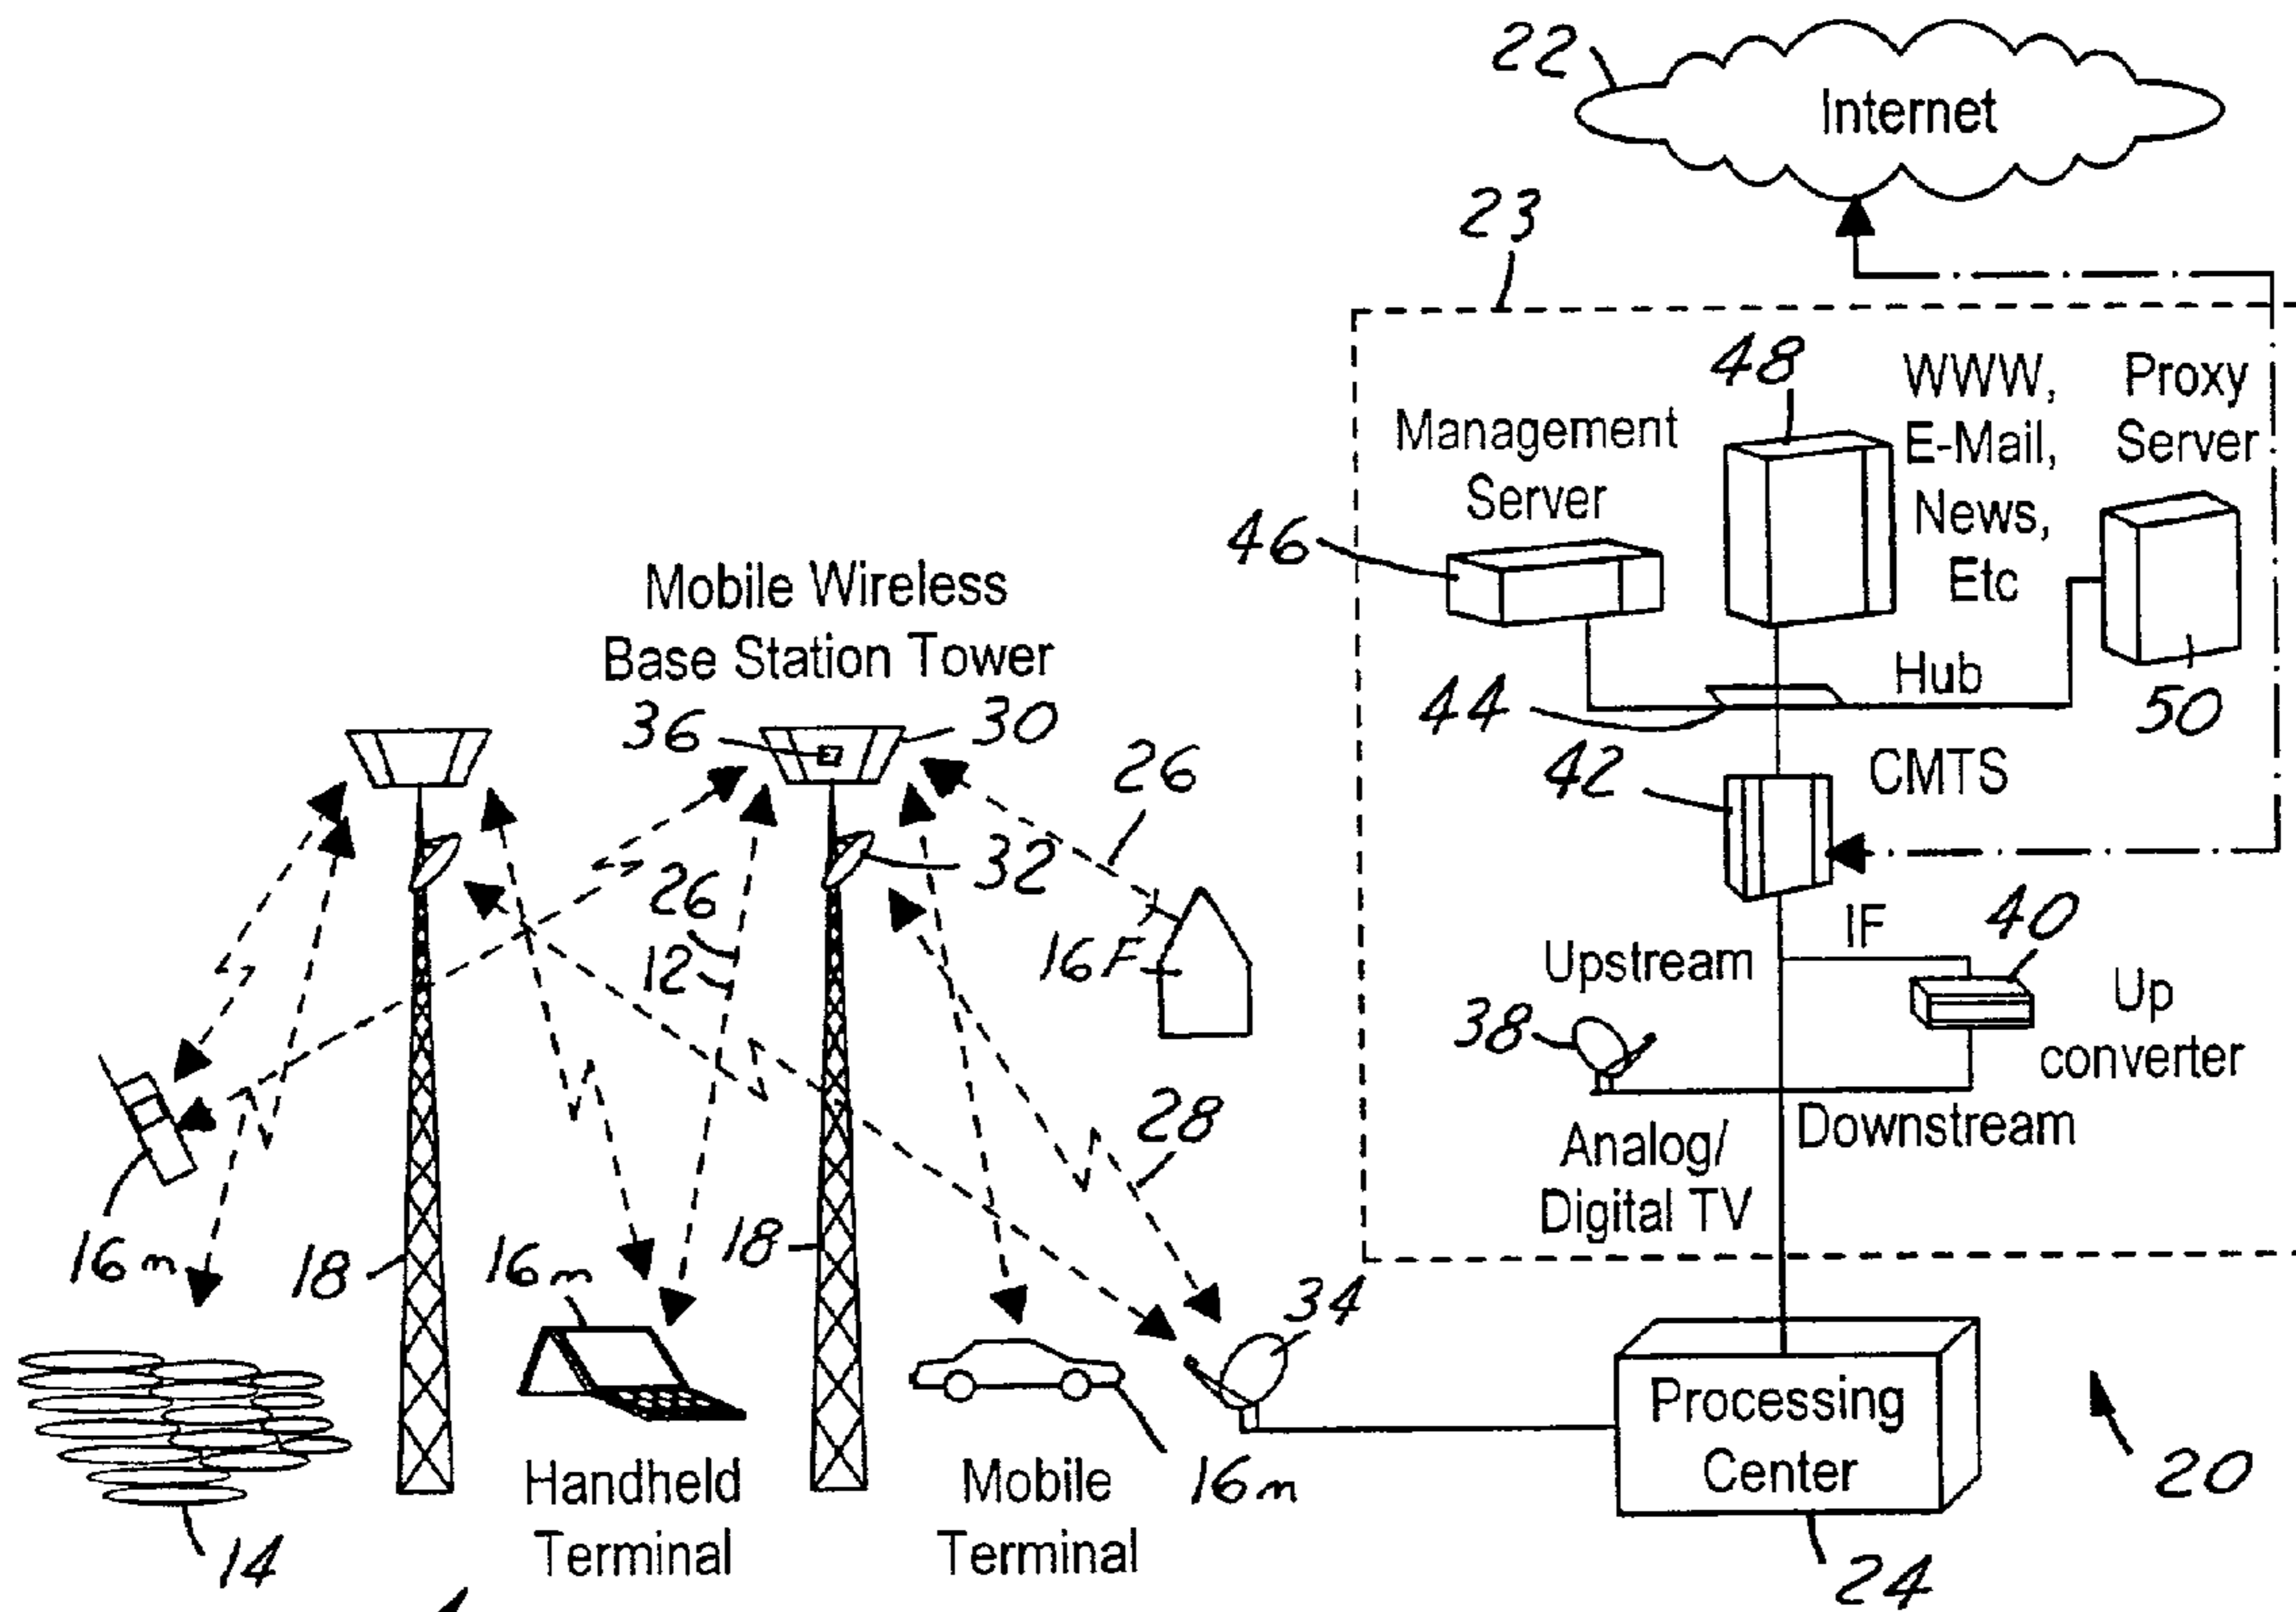 22
Internet
23
48
WWW,
E-Mail,
News,
Etc
Proxy
Server
Management
Server
46
Mobile Wireless
Base Station Tower
36
30
44
Hub
50
26
42
CMTS
32
26
12
16F
IF
40
Upstream
38
Up
converter
28
Downstream
Analog/
Digital TV
16m
18
16m
18
34
Processing
Center
20
Handheld
Terminal
Mobile
Terminal
16m
14
24